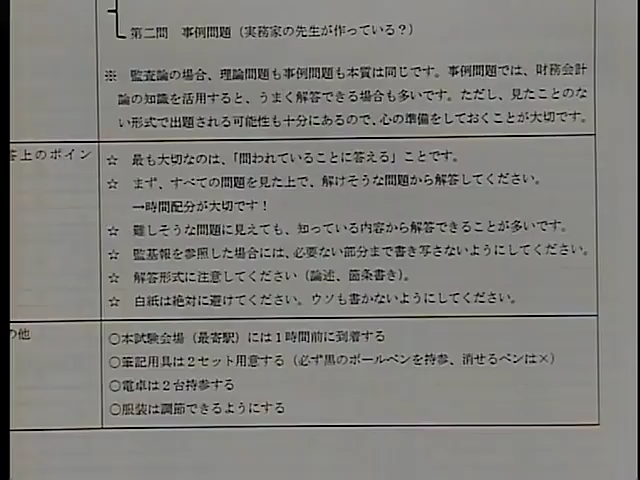 第二問　事例問題（実務家の先生が作っている？）
※　監査論の場合、理論問題も事例問題も本質は同じです。事例問題では、財務会計
論の知識を活用すると、うまく解答できる場合も多いです。ただし、見たことのな
い形式で出題される可能性も十分にあるので、心の準備をしておくことが大切です。
答上のポイン
☆　最も大切なのは、「問われていることに答える」ことです。
☆　まず、すべての問題を見た上で、解けそうな問題から解答してください。
→時間配分が大切です！
☆　難しそうな問題に見えても、知っている内容から解答できることが多いです。
☆　監基報を参照した場合には、必要ない部分まで書き写さないようにしてください。
☆　解答形式に注意してください（論述、箇条書き）。
☆　白紙は絶対に避けてください。ウソも書かないようにしてください。
の他
○本試験会場（最寄駅）には１時間前に到着する
○筆記用具は２セット用意する（必ず黒のボールペンを持参、消せるペンは×）
○電卓は２台持参する
○服装は調節できるようにする